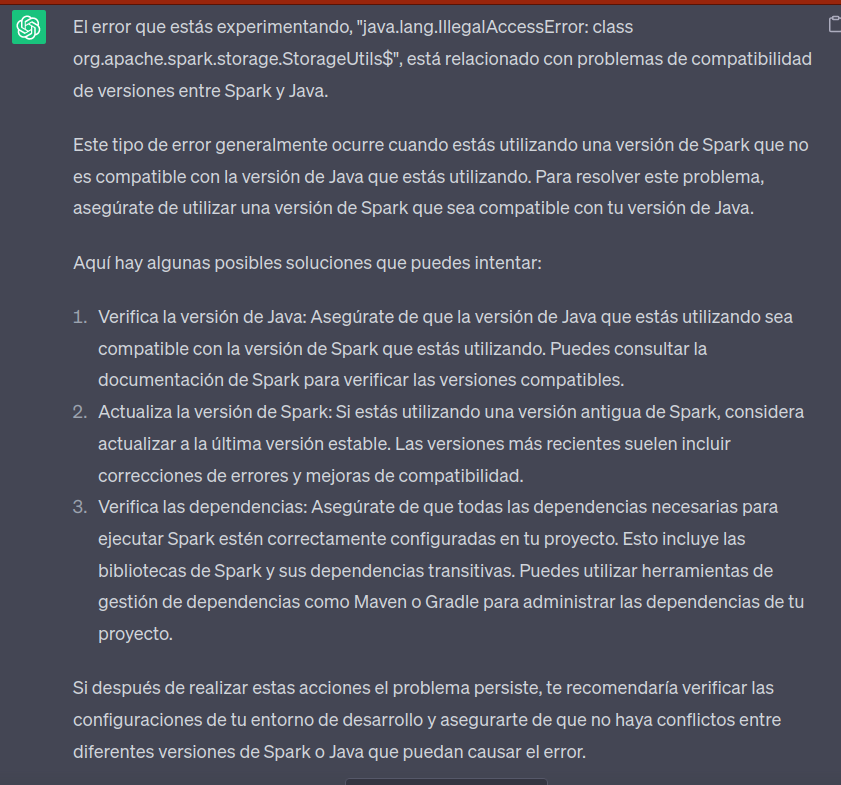 El error que estás experimentando, "java.lang.IllegalAccessError: class
org.apache.spark.storage.StorageUtils$", está relacionado con problemas de compatibilidad
de versiones entre Spark y Java.
Este tipo de error generalmente ocurre cuando estás utilizando una versión de Spark que no
es compatible con la versión de Java que estás utilizando. Para resolver este problema,
asegúrate de utilizar una versión de Spark que sea compatible con tu versión de Java.
Aquí hay algunas posibles soluciones que puedes intentar:
1. Verifica la versión de Java: Asegúrate de que la versión de Java que estás utilizando sea
compatible con la versión de Spark que estás utilizando. Puedes consultar la
documentación de Spark para verificar las versiones compatibles.
2. Actualiza la versión de Spark: Si estás utilizando una versión antigua de Spark, considera
actualizar a la última versión estable. Las versiones más recientes suelen incluir
correcciones de errores y mejoras de compatibilidad.
3. Verifica las dependencias: Asegúrate de que todas las dependencias necesarias para
ejecutar Spark estén correctamente configuradas en tu proyecto. Esto incluye las
bibliotecas de Spark y sus dependencias transitivas. Puedes utilizar herramientas de
gestión de dependencias como Maven o Gradle para administrar las dependencias de tu
proyecto.
Si después de realizar estas acciones el problema persiste, te recomendaría verificar las
configuraciones de tu entorno de desarrollo y asegurarte de que no haya conflictos entre
diferentes versiones de Spark o Java que puedan causar el error.